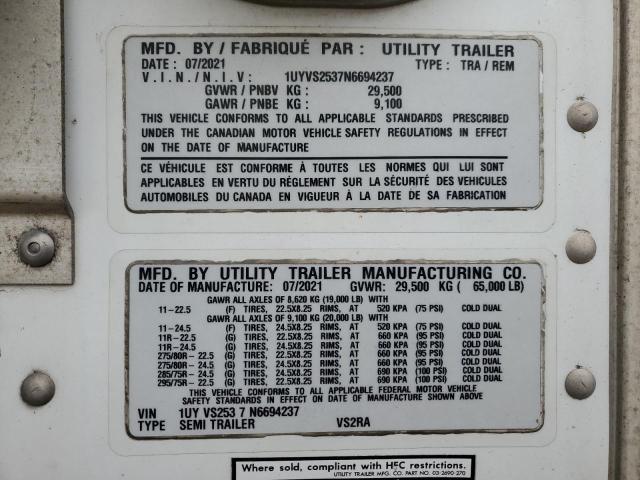 MFD. BY / FABRIQUÉ PAR : UTILITY TRAILER
DATE : 07/2021 TYPE : TRA / REM
V.I.N./N.I.V: 1UYVS2537N6694237
GVWR / PNBV KG : 29,500
GAWR / PNBE KG : 9,100
THIS VEHICLE CONFORMS TO ALL APPLICABLE STANDARDS PRESCRIBED
UNDER THE CANADIAN MOTOR VEHICLE SAFETY REGULATIONS IN EFFECT
ON THE DATE OF MANUFACTURE
CE VÉHICULE EST CONFORME À TOUTES LES NORMES QUI LUI SONT
APPLICABLES EN VERTU DU RÉGLEMENT SUR LA SÉCURITÉ DES VÉHICULES
AUTOMOBILES DU CANADA EN VIGUEUR À LA DATE DE SA FABRICATION
MFD. BY UTILITY TRAILER MANUFACTURING CO.
DATE OF MANUFACTURE: 07/2021 GVWR: 29,500 KG ( 65,000 LB)
GAWR ALL AXLES OF 8,620 KG (19,000 LB) WITH
11-22.5 (F) TIRES, 22.5X8.25 RIMS, AT 520 KPA (75 PSI) COLD DUAL
GAWR ALL AXLES OF 9,100 KG (20,000 LB) WITH
11-24.5 (F) TIRES, 24.5X8.25 RIMS, AT 520 KPA (75 PSI) COLD DUAL
11R-22.5 (G) TIRES, 22.5X8.25 RIMS, AT 660 KPA (95 PSI) COLD DUAL
11R-24.5 (G) TIRES, 24.5X8.25 RIMS, AT 660 KPA (95 PSI) COLD DUAL
275/80R - 22.5 (G) TIRES, 22.5X8.25 RIMS, AT 660 KPA (95 PSI) COLD DUAL
275/80R - 24.5 (G) TIRES, 24.5X8.25 RIMS, AT 660 KPA (95 PSI) COLD DUAL
285/75R - 24.5 (G) TIRES, 24.5X8.25 RIMS, AT 690 KPA (100 PSI) COLD DUAL
295/75R - 22.5 (G) TIRES, 22.5X8.25 RIMS, AT 690 KPA (100 PSI) COLD DUAL
THIS VEHICLE CONFORMS TO ALL APPLICABLE FEDERAL MOTOR VEHICLE
SAFETY STANDARDS IN EFFECT ON DATE OF MANUFACTURE SHOWN ABOVE
VIN 1UY VS253 7 N6694237
TYPE SEMI TRAILER VS2RA
Where sold, compliant with HFC restrictions.
UTILITY TRAILER MFG. CO. PART NO. 03-2690-270